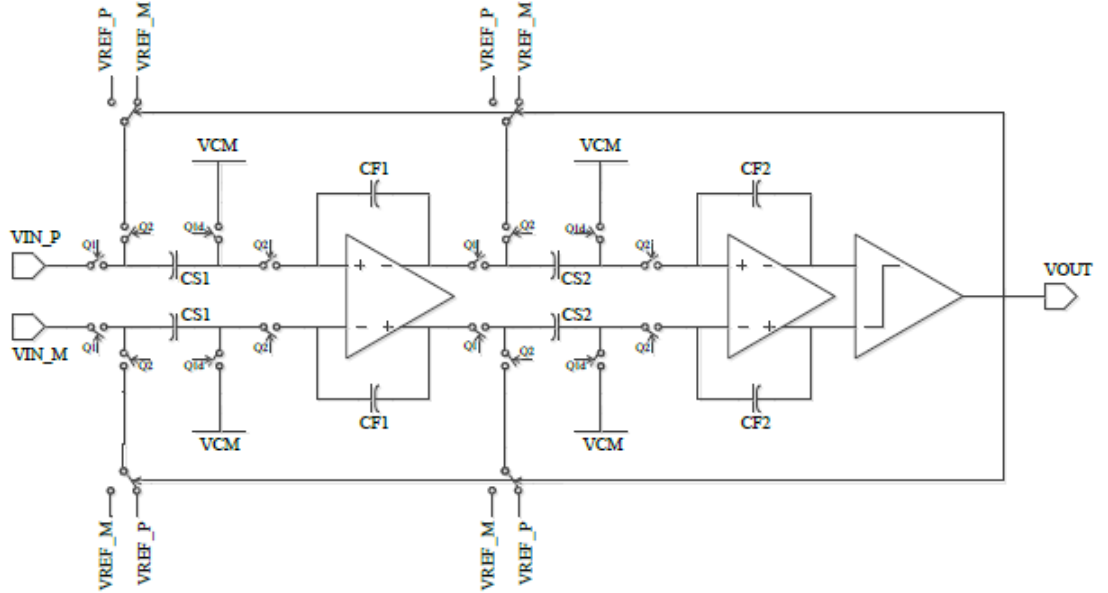 VREF_P
VREF_M
VREF_P
VREF_M
VCM
VCM
CF1
CF2
VIN_P
Q1
Q2
Q1d
Q2
Q1
Q2
Q1d
Q2
CS1
CS2
VOUT
CS1
CS2
VIN_M
Q1
Q2
Q1d
Q2
Q1
Q2
Q1d
Q2
CF1
CF2
VCM
VCM
VREF_M
VREF_P
VREF_M
VREF_P